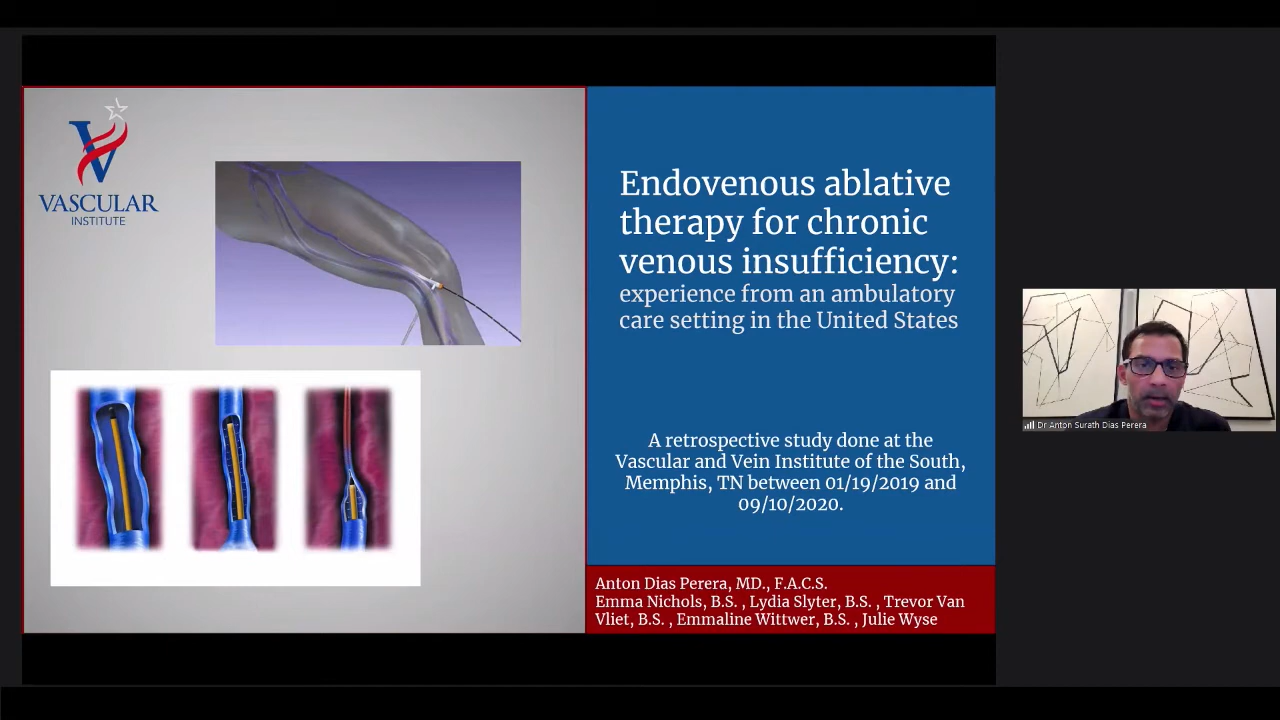 VASCULAR
INSTITUTE
Endovenous ablative
therapy for chronic
venous insufficiency:
experience from an ambulatory
care setting in the United States
A retrospective study done at the
Vascular and Vein Institute of the South,
Memphis, TN between 01/19/2019 and
09/10/2020.
Anton Dias Perera, MD., F.A.C.S.
Emma Nichols, B.S. , Lydia Slyter, B.S. , Trevor Van
Vliet, B.S. , Emmaline Wittwer, B.S. , Julie Wyse
Dr Anton Surath Dias Perera